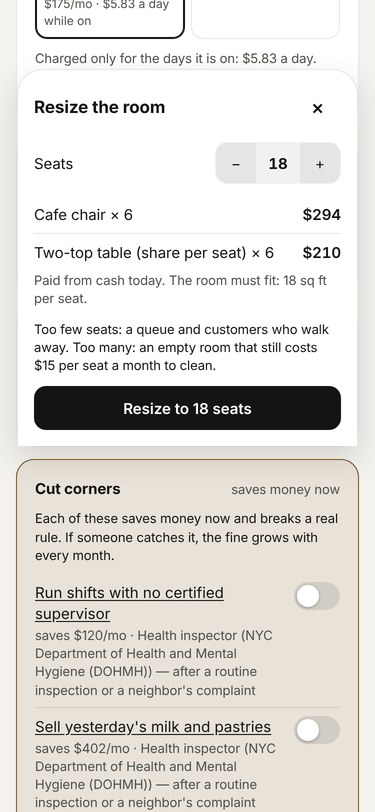 $175/mo · $5.83 a day
while on
Charged only for the days it is on: $5.83 a day.
Resize the room
×
Seats
− 18 +
Cafe chair × 6 $294
Two-top table (share per seat) × 6 $210
Paid from cash today. The room must fit: 18 sq ft
per seat.
Too few seats: a queue and customers who walk
away. Too many: an empty room that still costs
$15 per seat a month to clean.
Resize to 18 seats
Cut corners saves money now
Each of these saves money now and breaks a real
rule. If someone catches it, the fine grows with
every month.
Run shifts with no certified
supervisor
saves $120/mo · Health inspector (NYC
Department of Health and Mental
Hygiene (DOHMH)) — after a routine
inspection or a neighbor's complaint
Sell yesterday's milk and pastries
saves $402/mo · Health inspector (NYC
Department of Health and Mental
Hygiene (DOHMH)) — after a routine
inspection or a neighbor's complaint